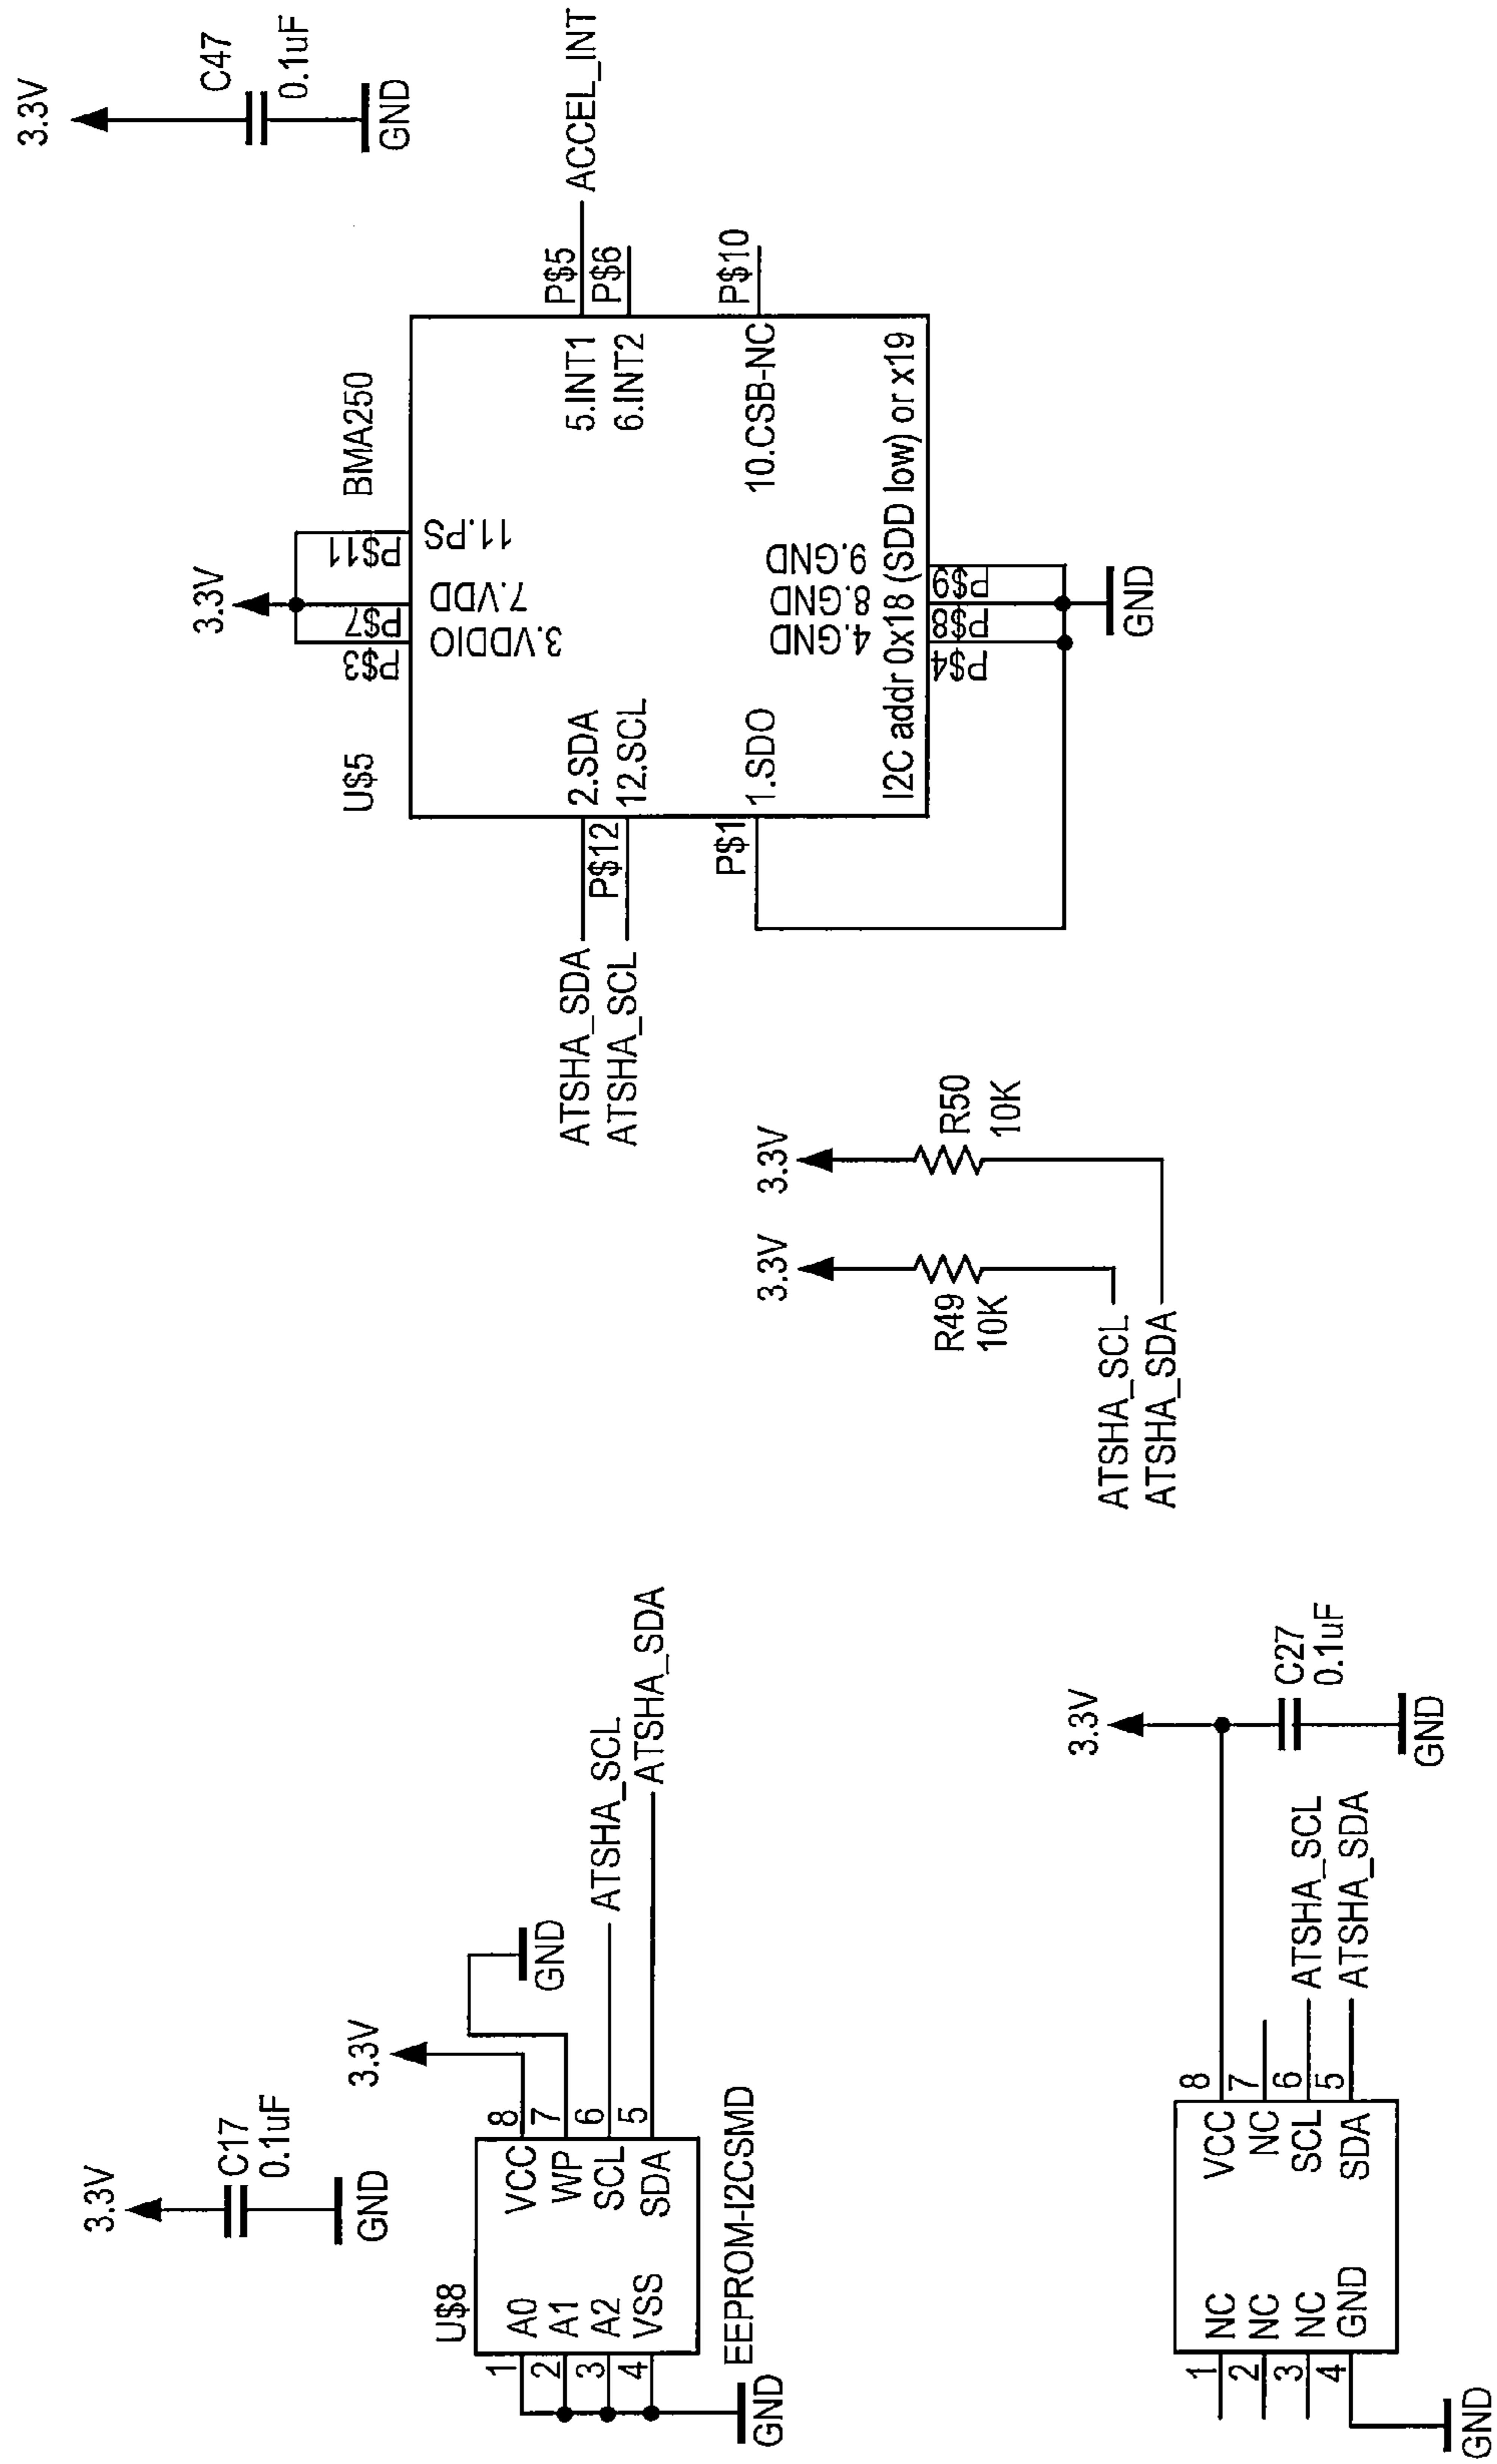 3.3V
C17
0.1uF
GND
U$8
1 A0 VCC 8
2 A1 WP 7
3 A2 SCL 6
4 VSS SDA 5
3.3V
GND
ATSHA_SCL
ATSHA_SDA
EEPROM-I2CSMD
GND
1 NC VCC 8
2 NC NC 7
3 NC SCL 6
4 GND SDA 5
GND
3.3V
C27
0.1uF
GND
ATSHA_SCL
ATSHA_SDA
3.3V
3.3V
R49
10K
R50
10K
ATSHA_SCL
ATSHA_SDA
3.3V
U$5
BMA250
P$3
P$7
P$11
3.VDDIO
7.VDD
11.PS
ATSHA_SDA
2.SDA
5.INT1
P$5
ACCEL_INT
ATSHA_SCL
P$12
12.SCL
6.INT2
P$6
P$1
1.SDO
10.CSB-NC
P$10
4.GND
8.GND
9.GND
I2C addr 0x18 (SDD low) or x19
P$4
P$8
P$9
GND
3.3V
C47
0.1uF
GND